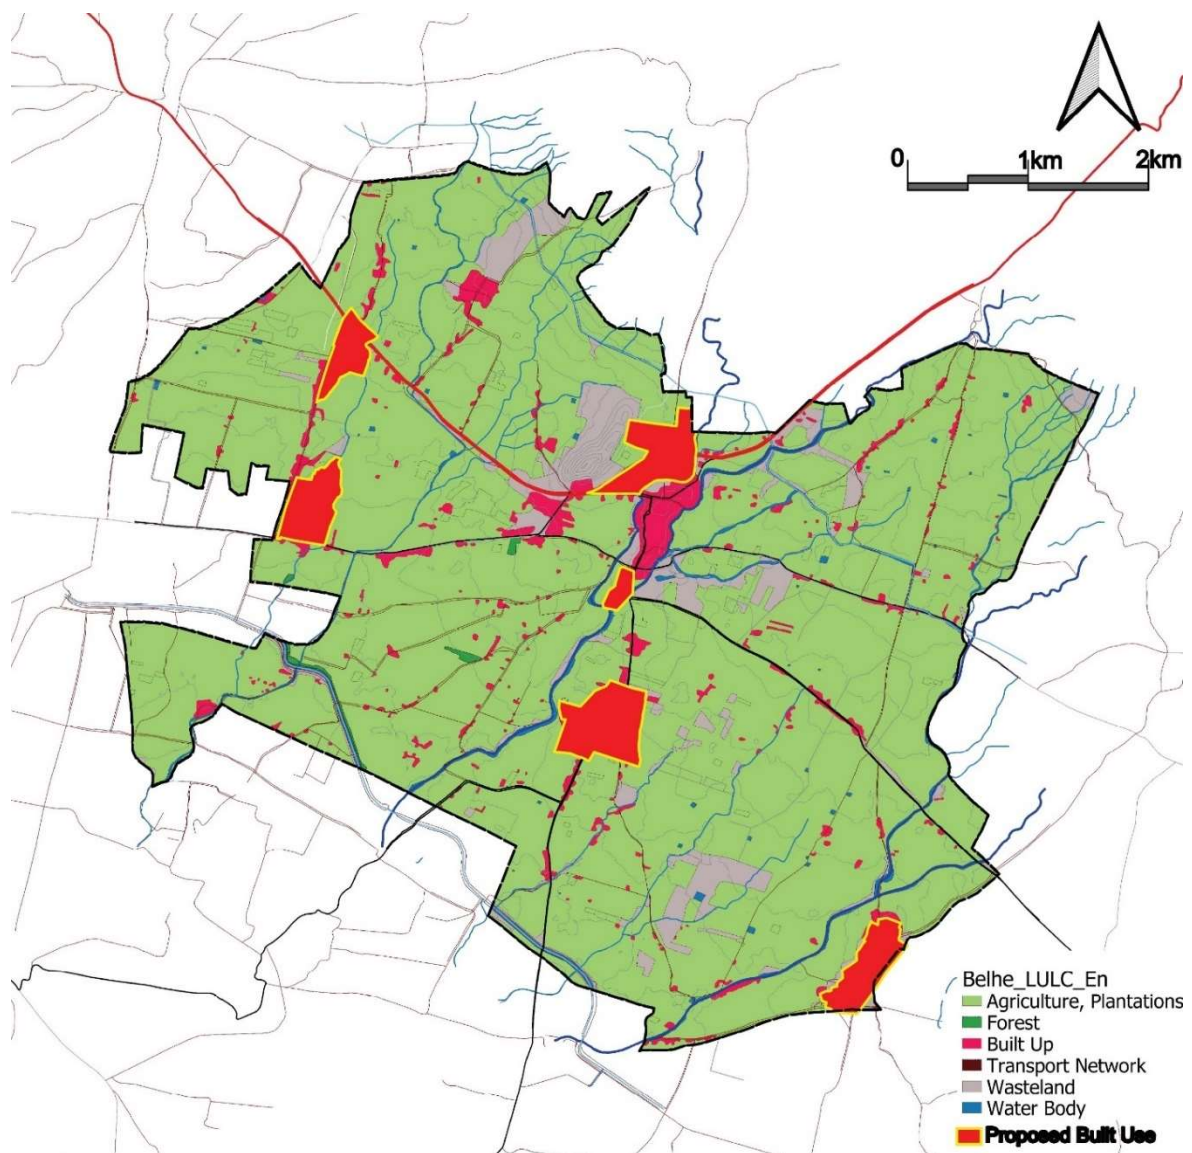 0 1km 2km
Belhe_LULC_En
Agriculture, Plantations
Forest
Built Up
Transport Network
Wasteland
Water Body
Proposed Built Use